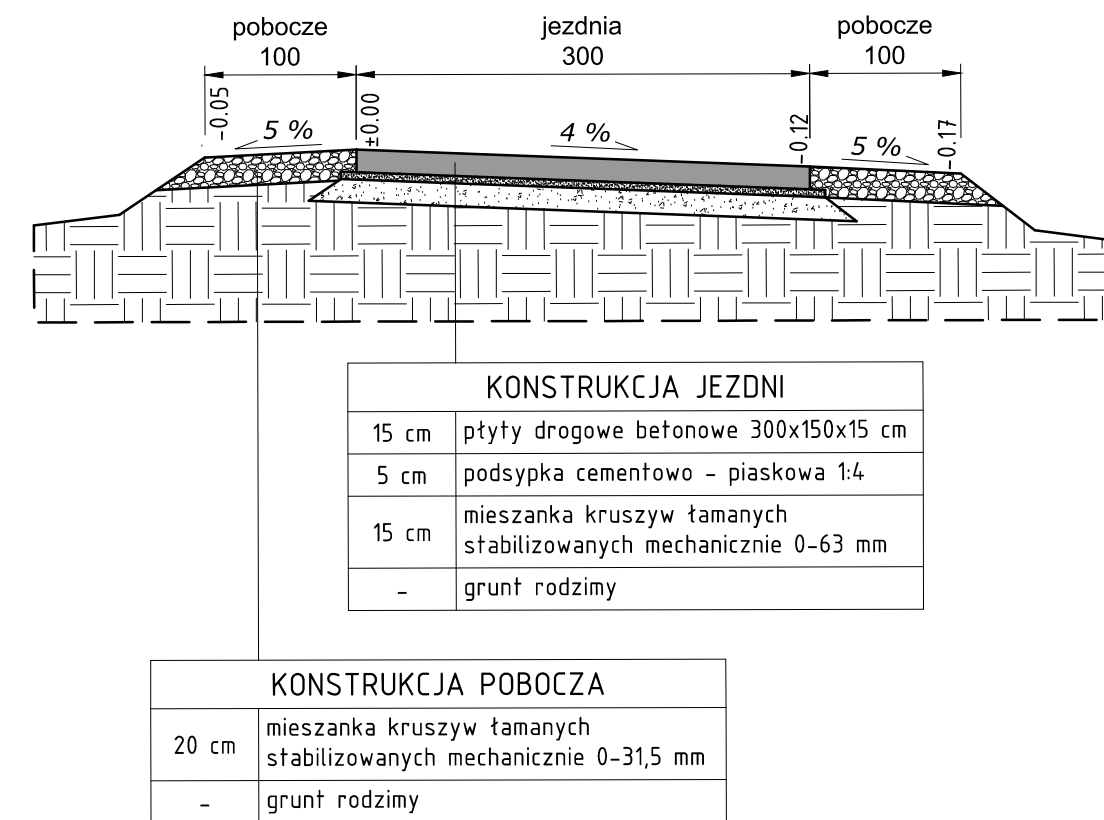 pobocze jezdnia pobocze
100 300 100
-0.05 ±0.00 -0.12 -0.17
5 % 4 % 5 %
KONSTRUKCJA JEZDNI
15 cm płyty drogowe betonowe 300x150x15 cm
5 cm podsypka cementowo - piaskowa 1:4
15 cm mieszanka kruszyw łamanych
stabilizowanych mechanicznie 0-63 mm
- grunt rodzimy
KONSTRUKCJA POBOCZA
20 cm mieszanka kruszyw łamanych
stabilizowanych mechanicznie 0-31,5 mm
- grunt rodzimy